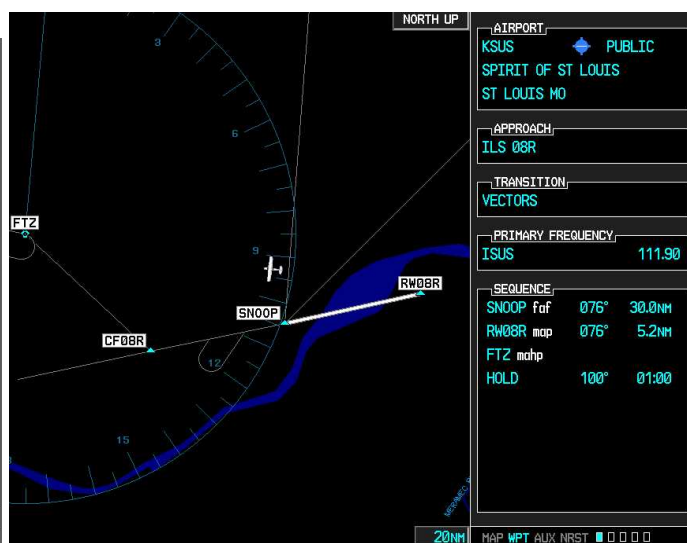 NORTH UP
3
6
FTZ
9
RW08R
SNOOP
CF08R
12
15
20NM
AIRPORT
KSUS PUBLIC
SPIRIT OF ST LOUIS
ST LOUIS MO
APPROACH
ILS 08R
TRANSITION
VECTORS
PRIMARY FREQUENCY
ISUS 111.90
SEQUENCE
SNOOP faf 076° 30.0NM
RW08R map 076° 5.2NM
FTZ mahp
HOLD 100° 01:00
MAP WPT AUX NRST
MERAMEC